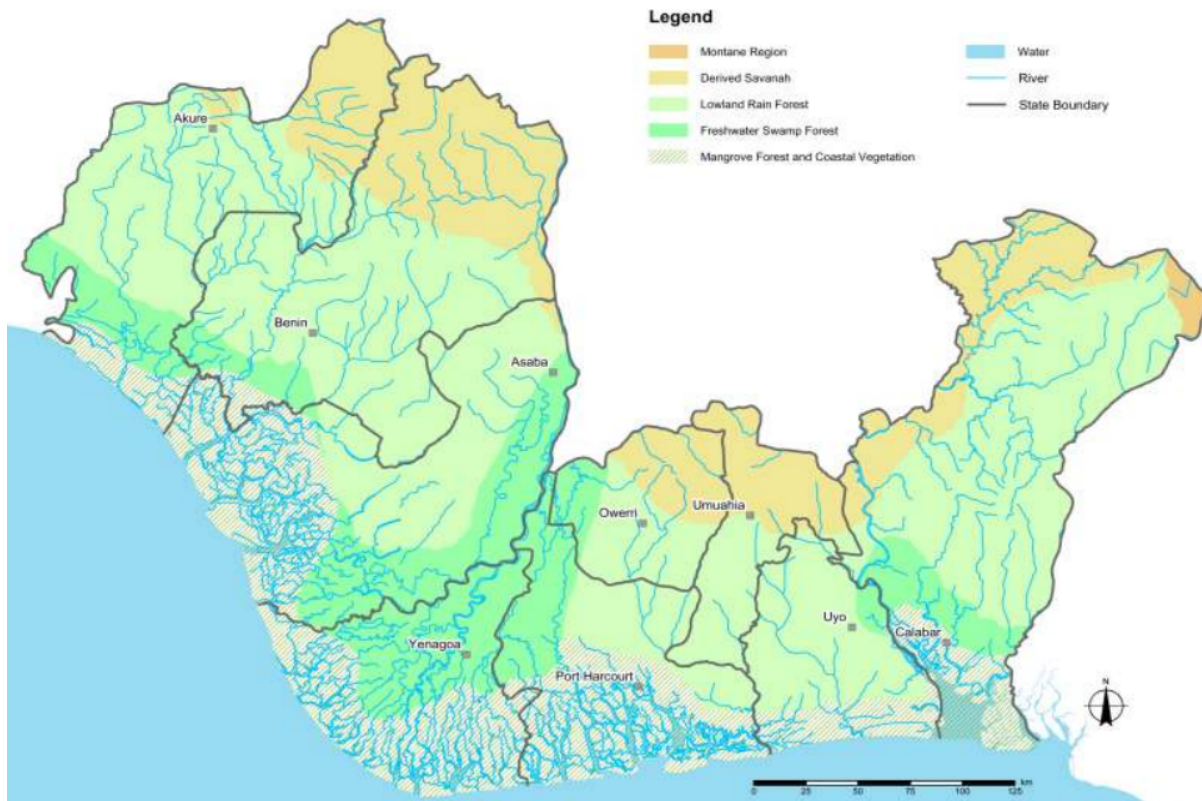 Legend
Montane Region
Derived Savanah
Lowland Rain Forest
Freshwater Swamp Forest
Mangrove Forest and Coastal Vegetation
Water
River
State Boundary
Akure
Benin
Asaba
Owerri
Umuahia
Uyo
Calabar
Yenagoa
Port Harcourt
N
km
0 25 50 75 100 125